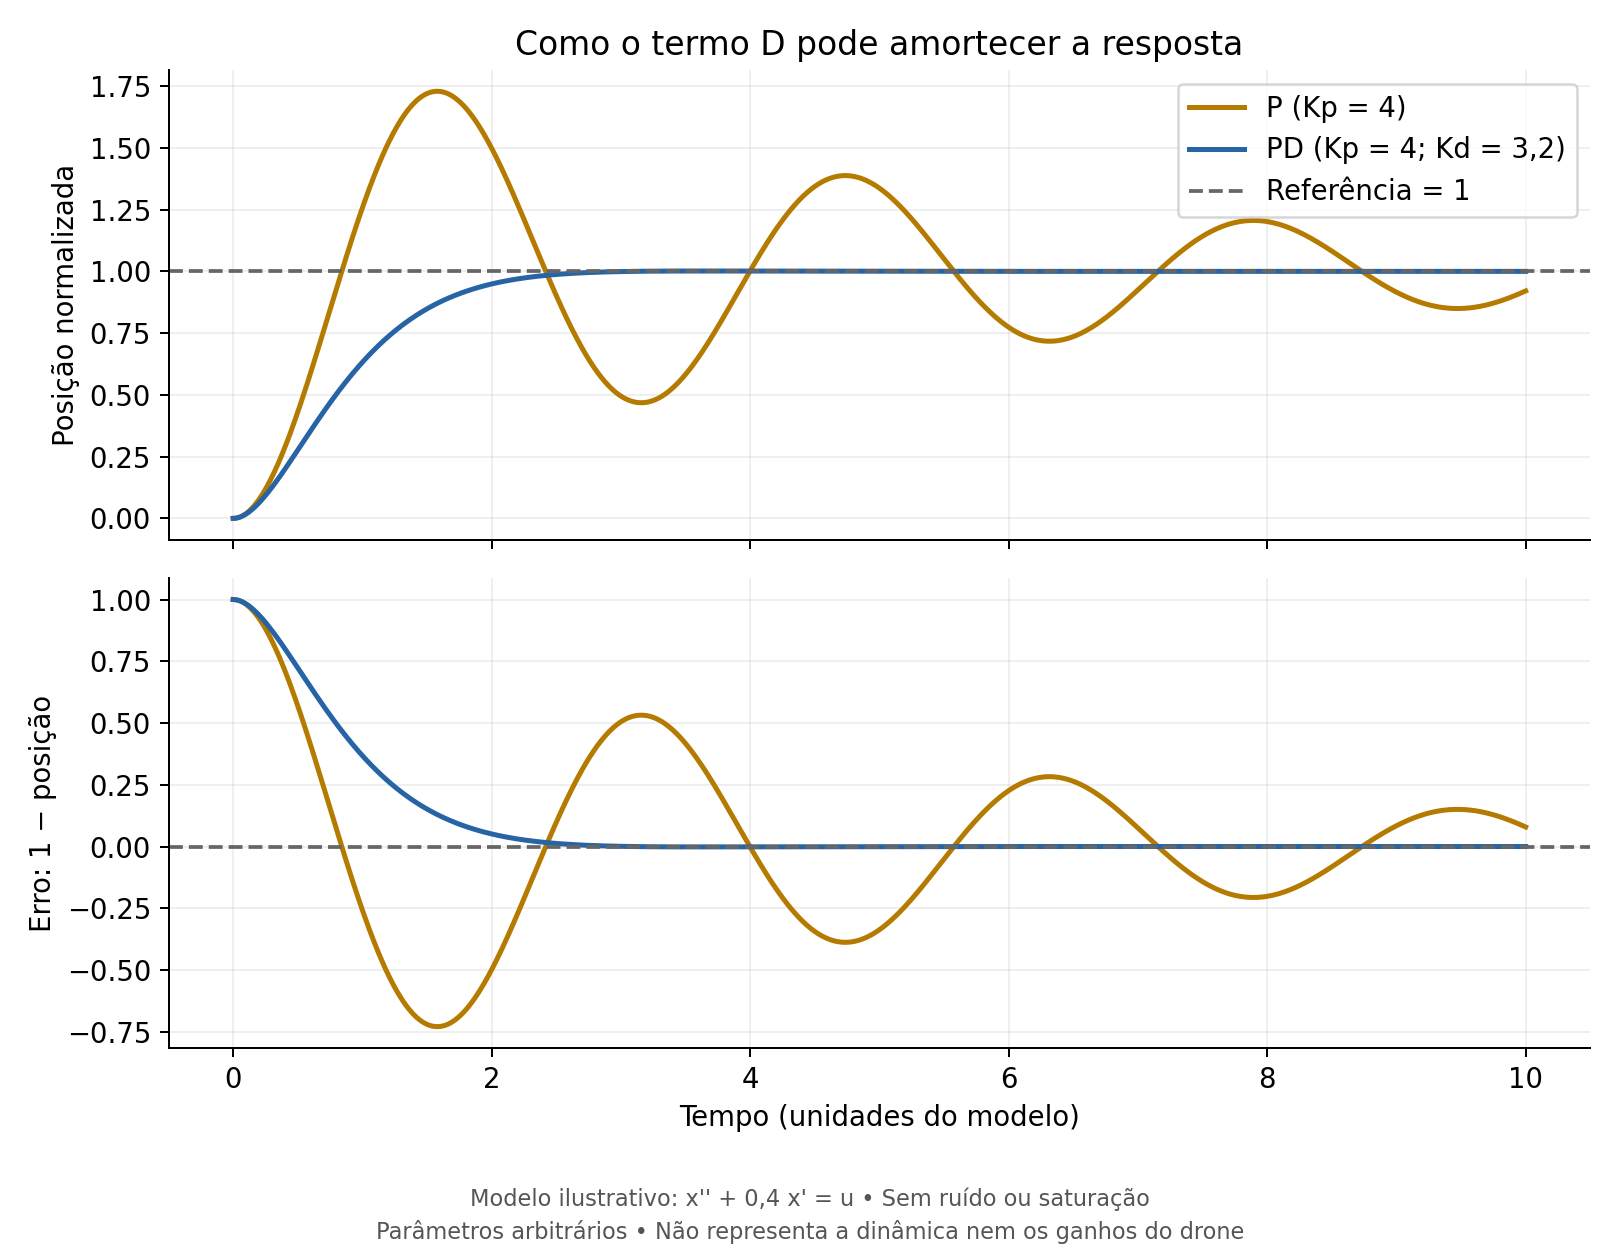 Como o termo D pode amortecer a resposta
1.75
1.50
1.25
1.00
0.75
0.50
0.25
0.00
Posição normalizada
P (Kp = 4)
PD (Kp = 4; Kd = 3,2)
Referência = 1
1.00
0.75
0.50
0.25
0.00
−0.25
−0.50
−0.75
Erro: 1 − posição
0 2 4 6 8 10
Tempo (unidades do modelo)
Modelo ilustrativo: x'' + 0,4 x' = u • Sem ruído ou saturação
Parâmetros arbitrários • Não representa a dinâmica nem os ganhos do drone